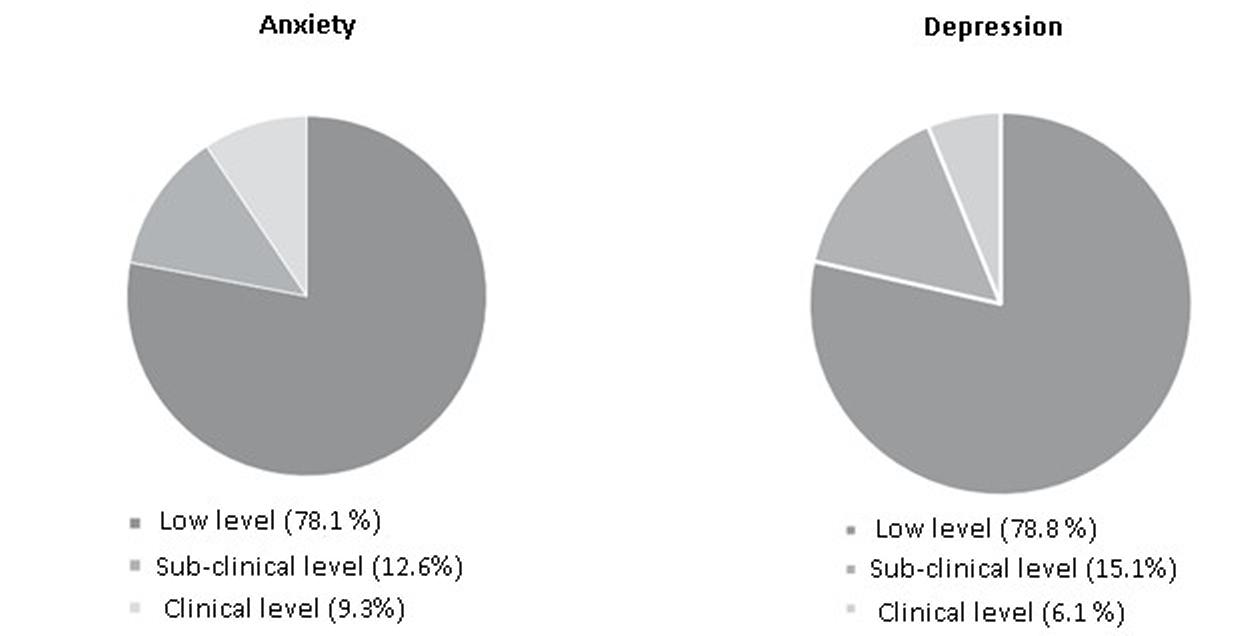 Anxiety
Low level (78.1 %)
Sub-clinical level (12.6%)
Clinical level (9.3%)
Depression
Low level (78.8 %)
Sub-clinical level (15.1%)
Clinical level (6.1 %)